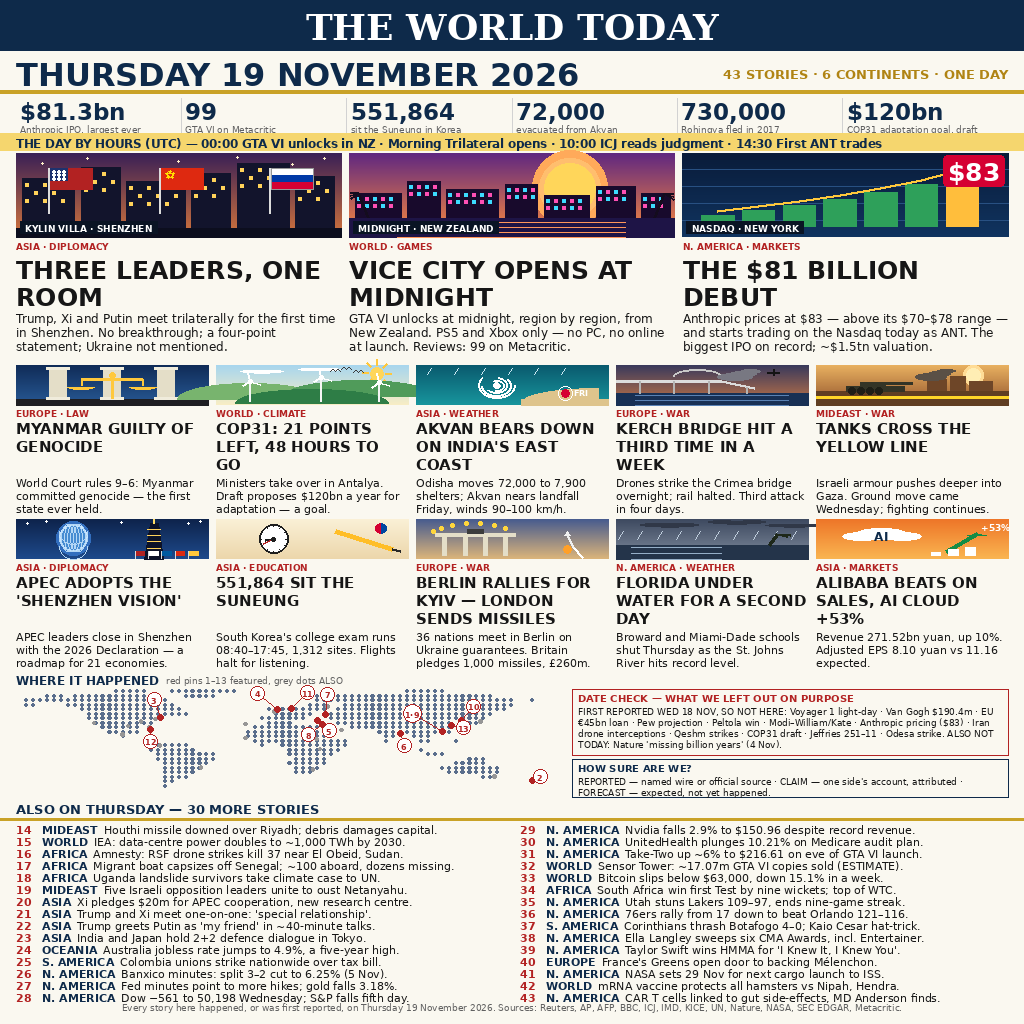 THE WORLD TODAY
THURSDAY 19 NOVEMBER 2026
43 STORIES · 6 CONTINENTS · ONE DAY
$81.3bn
Anthropic IPO, largest ever
99
GTA VI on Metacritic
551,864
sit the Suneung in Korea
72,000
evacuated from Akvan
730,000
Rohingya fled in 2017
$120bn
COP31 adaptation goal, draft
THE DAY BY HOURS (UTC) — 00:00 GTA VI unlocks in NZ · Morning Trilateral opens · 10:00 ICJ reads judgment · 14:30 First ANT trades
KYLIN VILLA · SHENZHEN
ASIA · DIPLOMACY
THREE LEADERS, ONE
ROOM
Trump, Xi and Putin meet trilaterally for the first time
in Shenzhen. No breakthrough; a four-point
statement; Ukraine not mentioned.
MIDNIGHT · NEW ZEALAND
WORLD · GAMES
VICE CITY OPENS AT
MIDNIGHT
GTA VI unlocks at midnight, region by region, from
New Zealand. PS5 and Xbox only — no PC, no online
at launch. Reviews: 99 on Metacritic.
$83
NASDAQ · NEW YORK
N. AMERICA · MARKETS
THE $81 BILLION
DEBUT
Anthropic prices at $83 — above its $70–$78 range —
and starts trading on the Nasdaq today as ANT. The
biggest IPO on record; ~$1.5tn valuation.
EUROPE · LAW
MYANMAR GUILTY OF
GENOCIDE
World Court rules 9–6: Myanmar
committed genocide — the first
state ever held.
WORLD · CLIMATE
COP31: 21 POINTS
LEFT, 48 HOURS TO
GO
Ministers take over in Antalya.
Draft proposes $120bn a year for
adaptation — a goal.
FRI
ASIA · WEATHER
AKVAN BEARS DOWN
ON INDIA'S EAST
COAST
Odisha moves 72,000 to 7,900
shelters; Akvan nears landfall
Friday, winds 90–100 km/h.
EUROPE · WAR
KERCH BRIDGE HIT A
THIRD TIME IN A
WEEK
Drones strike the Crimea bridge
overnight; rail halted. Third attack
in four days.
MIDEAST · WAR
TANKS CROSS THE
YELLOW LINE
Israeli armour pushes deeper into
Gaza. Ground move came
Wednesday; fighting continues.
ASIA · DIPLOMACY
APEC ADOPTS THE
'SHENZHEN VISION'
APEC leaders close in Shenzhen
with the 2026 Declaration — a
roadmap for 21 economies.
ASIA · EDUCATION
551,864 SIT THE
SUNEUNG
South Korea's college exam runs
08:40–17:45, 1,312 sites. Flights
halt for listening.
EUROPE · WAR
BERLIN RALLIES FOR
KYIV — LONDON
SENDS MISSILES
36 nations meet in Berlin on
Ukraine guarantees. Britain
pledges 1,000 missiles, £260m.
N. AMERICA · WEATHER
FLORIDA UNDER
WATER FOR A SECOND
DAY
Broward and Miami-Dade schools
shut Thursday as the St. Johns
River hits record level.
AI
+53%
ASIA · MARKETS
ALIBABA BEATS ON
SALES, AI CLOUD
+53%
Revenue 271.52bn yuan, up 10%.
Adjusted EPS 8.10 yuan vs 11.16
expected.
WHERE IT HAPPENED red pins 1–13 featured, grey dots ALSO
3
12
4
11
7
8
5
1·9
6
10
13
2
DATE CHECK — WHAT WE LEFT OUT ON PURPOSE
FIRST REPORTED WED 18 NOV, SO NOT HERE: Voyager 1 light-day · Van Gogh $190.4m · EU
€45bn loan · Pew projection · Peltola win · Modi–William/Kate · Anthropic pricing ($83) · Iran
drone interceptions · Qeshm strikes · COP31 draft · Jeffries 251–11 · Odesa strike. ALSO NOT
TODAY: Nature 'missing billion years' (4 Nov).
HOW SURE ARE WE?
REPORTED — named wire or official source · CLAIM — one side's account, attributed ·
FORECAST — expected, not yet happened.
ALSO ON THURSDAY — 30 MORE STORIES
14 MIDEAST Houthi missile downed over Riyadh; debris damages capital.
15 WORLD IEA: data-centre power doubles to ~1,000 TWh by 2030.
16 AFRICA Amnesty: RSF drone strikes kill 37 near El Obeid, Sudan.
17 AFRICA Migrant boat capsizes off Senegal; ~100 aboard, dozens missing.
18 AFRICA Uganda landslide survivors take climate case to UN.
19 MIDEAST Five Israeli opposition leaders unite to oust Netanyahu.
20 ASIA Xi pledges $20m for APEC cooperation, new research centre.
21 ASIA Trump and Xi meet one-on-one: 'special relationship'.
22 ASIA Trump greets Putin as 'my friend' in ~40-minute talks.
23 ASIA India and Japan hold 2+2 defence dialogue in Tokyo.
24 OCEANIA Australia jobless rate jumps to 4.9%, a five-year high.
25 S. AMERICA Colombia unions strike nationwide over tax bill.
26 N. AMERICA Banxico minutes: split 3–2 cut to 6.25% (5 Nov).
27 N. AMERICA Fed minutes point to more hikes; gold falls 3.18%.
28 N. AMERICA Dow −561 to 50,198 Wednesday; S&P falls fifth day.
29 N. AMERICA Nvidia falls 2.9% to $150.96 despite record revenue.
30 N. AMERICA UnitedHealth plunges 10.21% on Medicare audit plan.
31 N. AMERICA Take-Two up ~6% to $216.61 on eve of GTA VI launch.
32 WORLD Sensor Tower: ~17.07m GTA VI copies sold (ESTIMATE).
33 WORLD Bitcoin slips below $63,000, down 15.1% in a week.
34 AFRICA South Africa win first Test by nine wickets; top of WTC.
35 N. AMERICA Utah stuns Lakers 109–97, ends nine-game streak.
36 N. AMERICA 76ers rally from 17 down to beat Orlando 121–116.
37 S. AMERICA Corinthians thrash Botafogo 4–0; Kaio Cesar hat-trick.
38 N. AMERICA Ella Langley sweeps six CMA Awards, incl. Entertainer.
39 N. AMERICA Taylor Swift wins HMMA for 'I Knew It, I Knew You'.
40 EUROPE France's Greens open door to backing Mélenchon.
41 N. AMERICA NASA sets 29 Nov for next cargo launch to ISS.
42 WORLD mRNA vaccine protects all hamsters vs Nipah, Hendra.
43 N. AMERICA CAR T cells linked to gut side-effects, MD Anderson finds.
Every story here happened, or was first reported, on Thursday 19 November 2026. Sources: Reuters, AP, AFP, BBC, ICJ, IMD, KICE, UN, Nature, NASA, SEC EDGAR, Metacritic.